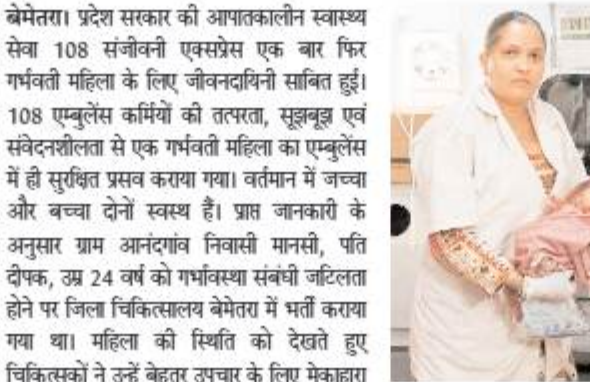 बेमेतरा। प्रदेश सरकार की आपातकालीन स्वास्थ्य
सेवा 108 संजीवनी एक्सप्रेस एक बार फिर
गर्भवती महिला के लिए जीवनदायिनी साबित हुई।
108 एम्बुलेंस कर्मियों की तत्परता, सूझबूझ एवं
संवेदनशीलता से एक गर्भवती महिला का एम्बुलेंस
में ही सुरक्षित प्रसव कराया गया। वर्तमान में जच्चा
और बच्चा दोनों स्वस्थ हैं। प्राप्त जानकारी के
अनुसार ग्राम आनंदगांव निवासी मानसी, पति
दीपक, उम्र 24 वर्ष को गर्भावस्था संबंधी जटिलता
होने पर जिला चिकित्सालय बेमेतरा में भर्ती कराया
गया था। महिला की स्थिति को देखते हुए
चिकित्सकों ने उन्हें बेहतर उपचार के लिए मेकाहारा